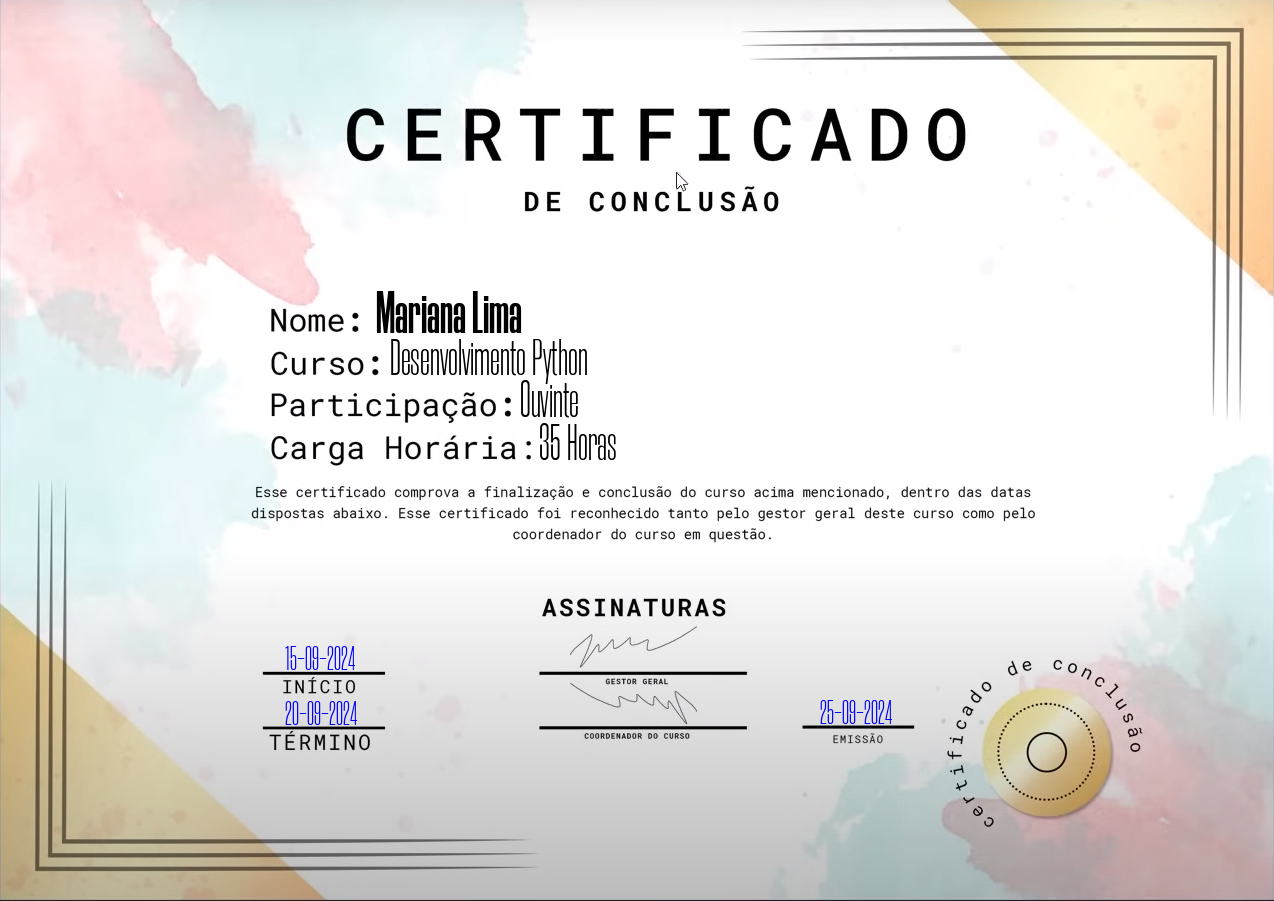 CERTIFICADO
DE CONCLUSÃO
Nome: Mariana Lima
Curso: Desenvolvimento Python
Participação: Ouvinte
Carga Horária: 35 Horas
Esse certificado comprova a finalização e conclusão do curso acima mencionado, dentro das datas
dispostas abaixo. Esse certificado foi reconhecido tanto pelo gestor geral deste curso como pelo
coordenador do curso em questão.
ASSINATURAS
15-09-2024
INÍCIO
20-09-2024
TÉRMINO
GESTOR GERAL
COORDENADOR DO CURSO
25-09-2024
EMISSÃO
certificado de conclusão